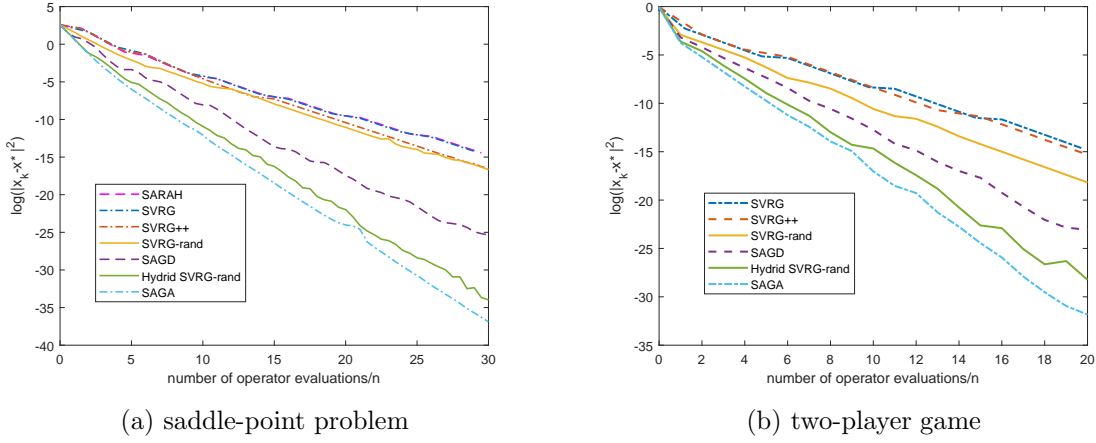 5
0
-5
-10
-15
-20
-25
-30
-35
-40
log(|x_k-x* |^2)
SARAH
SVRG
SVRG++
SVRG-rand
SAGD
Hydrid SVRG-rand
SAGA
0 5 10 15 20 25 30
number of operator evaluations/n
(a) saddle-point problem
0
-5
-10
-15
-20
-25
-30
-35
log(|x_k-x* |^2)
SVRG
SVRG++
SVRG-rand
SAGD
Hydrid SVRG-rand
SAGA
0 2 4 6 8 10 12 14 16 18 20
number of operator evaluations/n
(b) two-player game